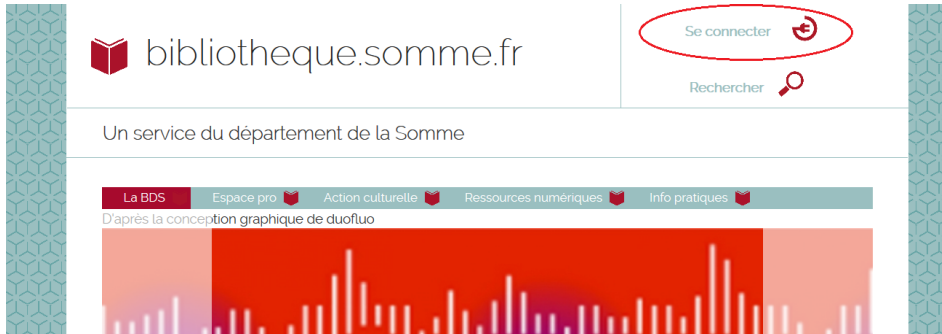 bibliotheque.somme.fr
Se connecter
Rechercher
Un service du département de la Somme
La BDS Espace pro Action culturelle Ressources numériques Info pratiques
D'après la conception graphique de duofluo